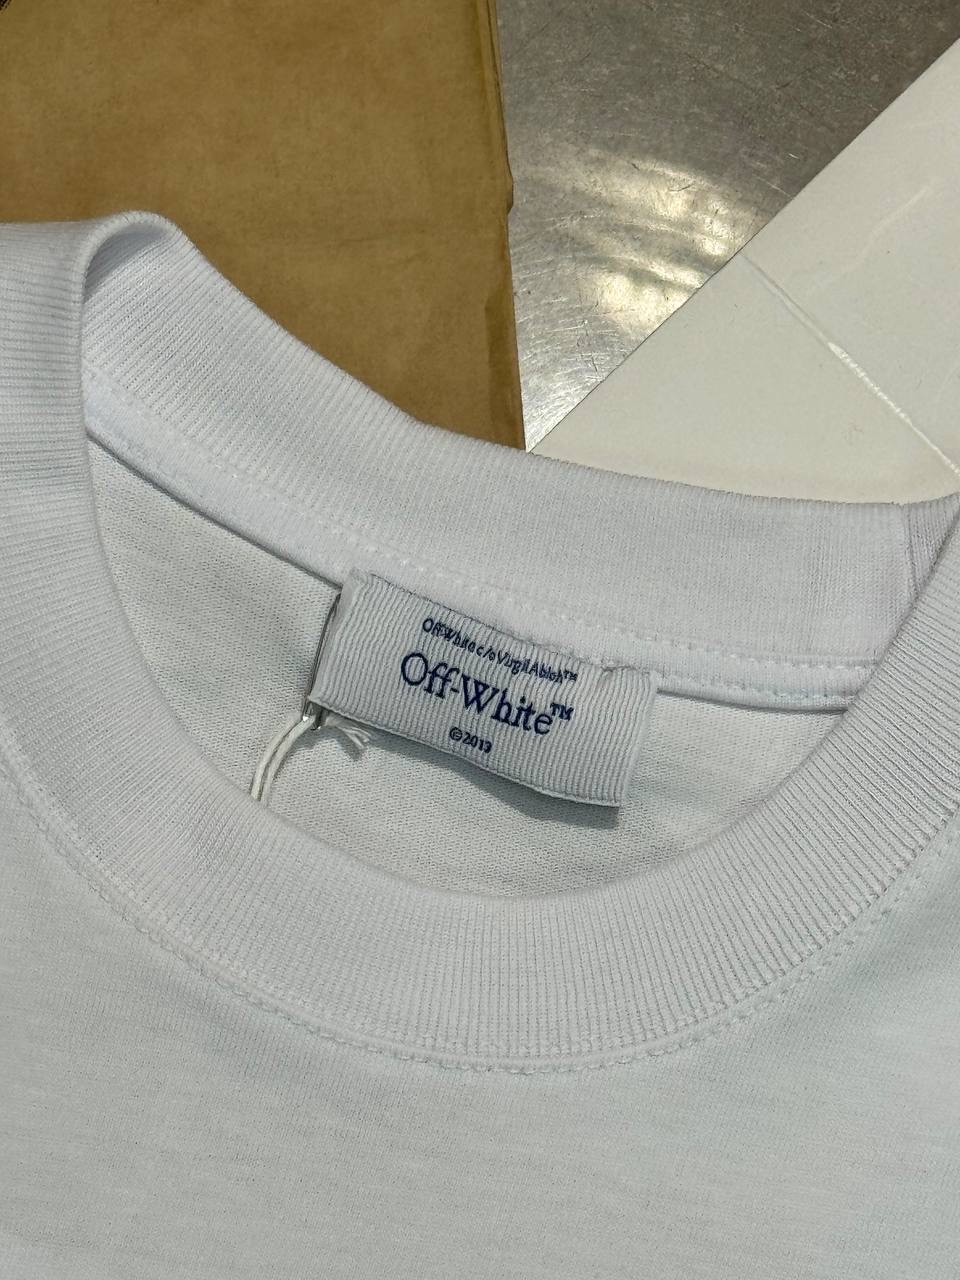 Off-White c/o Virgil Abloh™
Off-White™
©2013